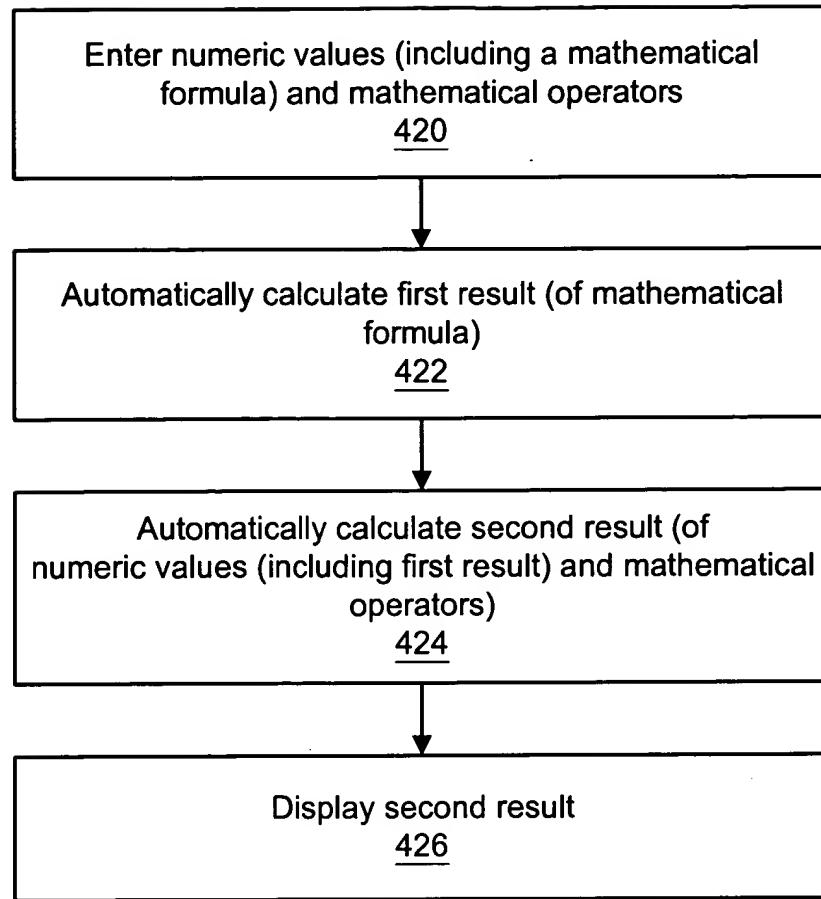 Enter numeric values (including a mathematical
formula) and mathematical operators
420
Automatically calculate first result (of mathematical
formula)
422
Automatically calculate second result (of
numeric values (including first result) and mathematical
operators)
424
Display second result
426